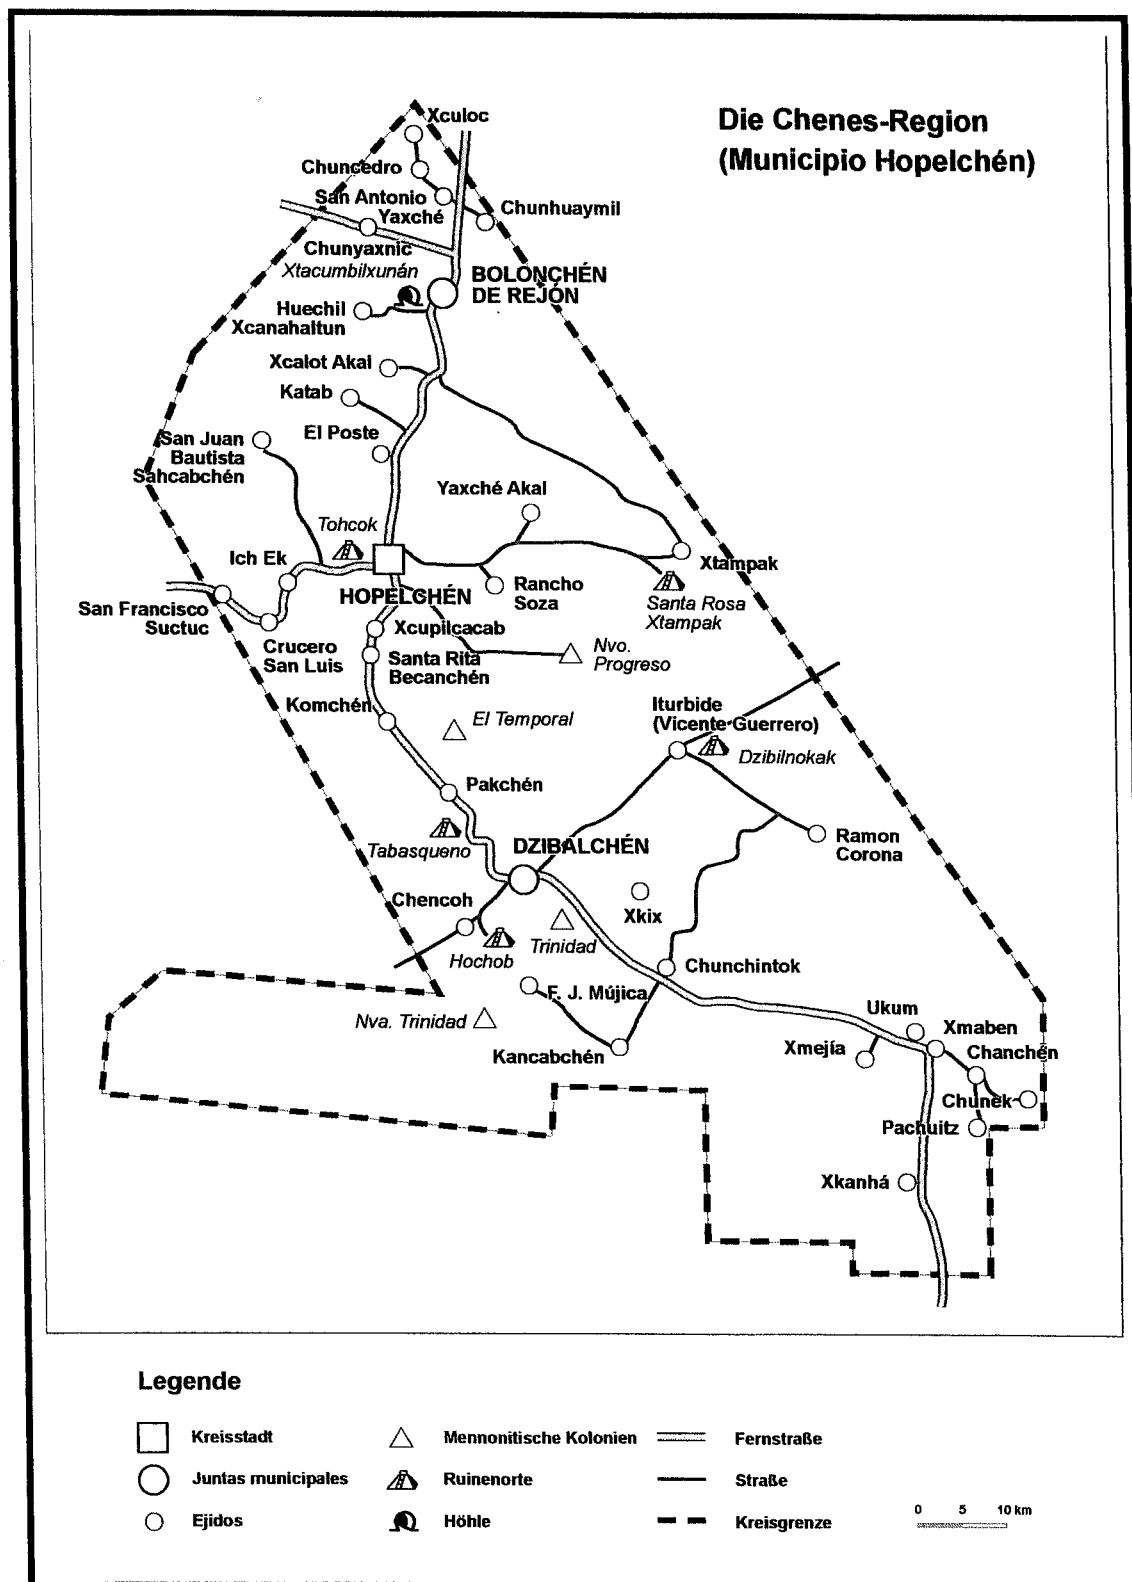 Die Chenes-Region
(Municipio Hopelchén)
Xculoc
Chuncedro
San Antonio
Yaxché
Chunhuaymil
Chunyaxnic
Xtacumbilxunán
BOLONCHÉN
DE REJÓN
Huechil
Xcanahaltun
Xcalot Akal
Katab
El Poste
San Juan
Bautista
Sahcabchén
Yaxché Akal
Tohcok
Ich Ek
Xtampak
HOPELCHÉN
Rancho
Soza
Santa Rosa
Xtampak
San Francisco
Suctuc
Crucero
San Luis
Xcupilcacab
Santa Rita
Becanchén
Nvo.
Progreso
Komchén
El Temporal
Iturbide
(Vicente Guerrero)
Dzibilnokak
Pakchén
Tabasqueno
DZIBALCHÉN
Ramon
Corona
Chencoh
Xkix
Trinidad
Hochob
Chunchintok
F. J. Mújica
Nva. Trinidad
Kancabchén
Ukum
Xmaben
Xmejía
Chanchén
Chunek
Pachuitz
Xkanhá
Legende
Kreisstadt
Mennonitische Kolonien
Fernstraße
Juntas municipales
Ruinenorte
Straße
Ejidos
Höhle
Kreisgrenze
0 5 10 km